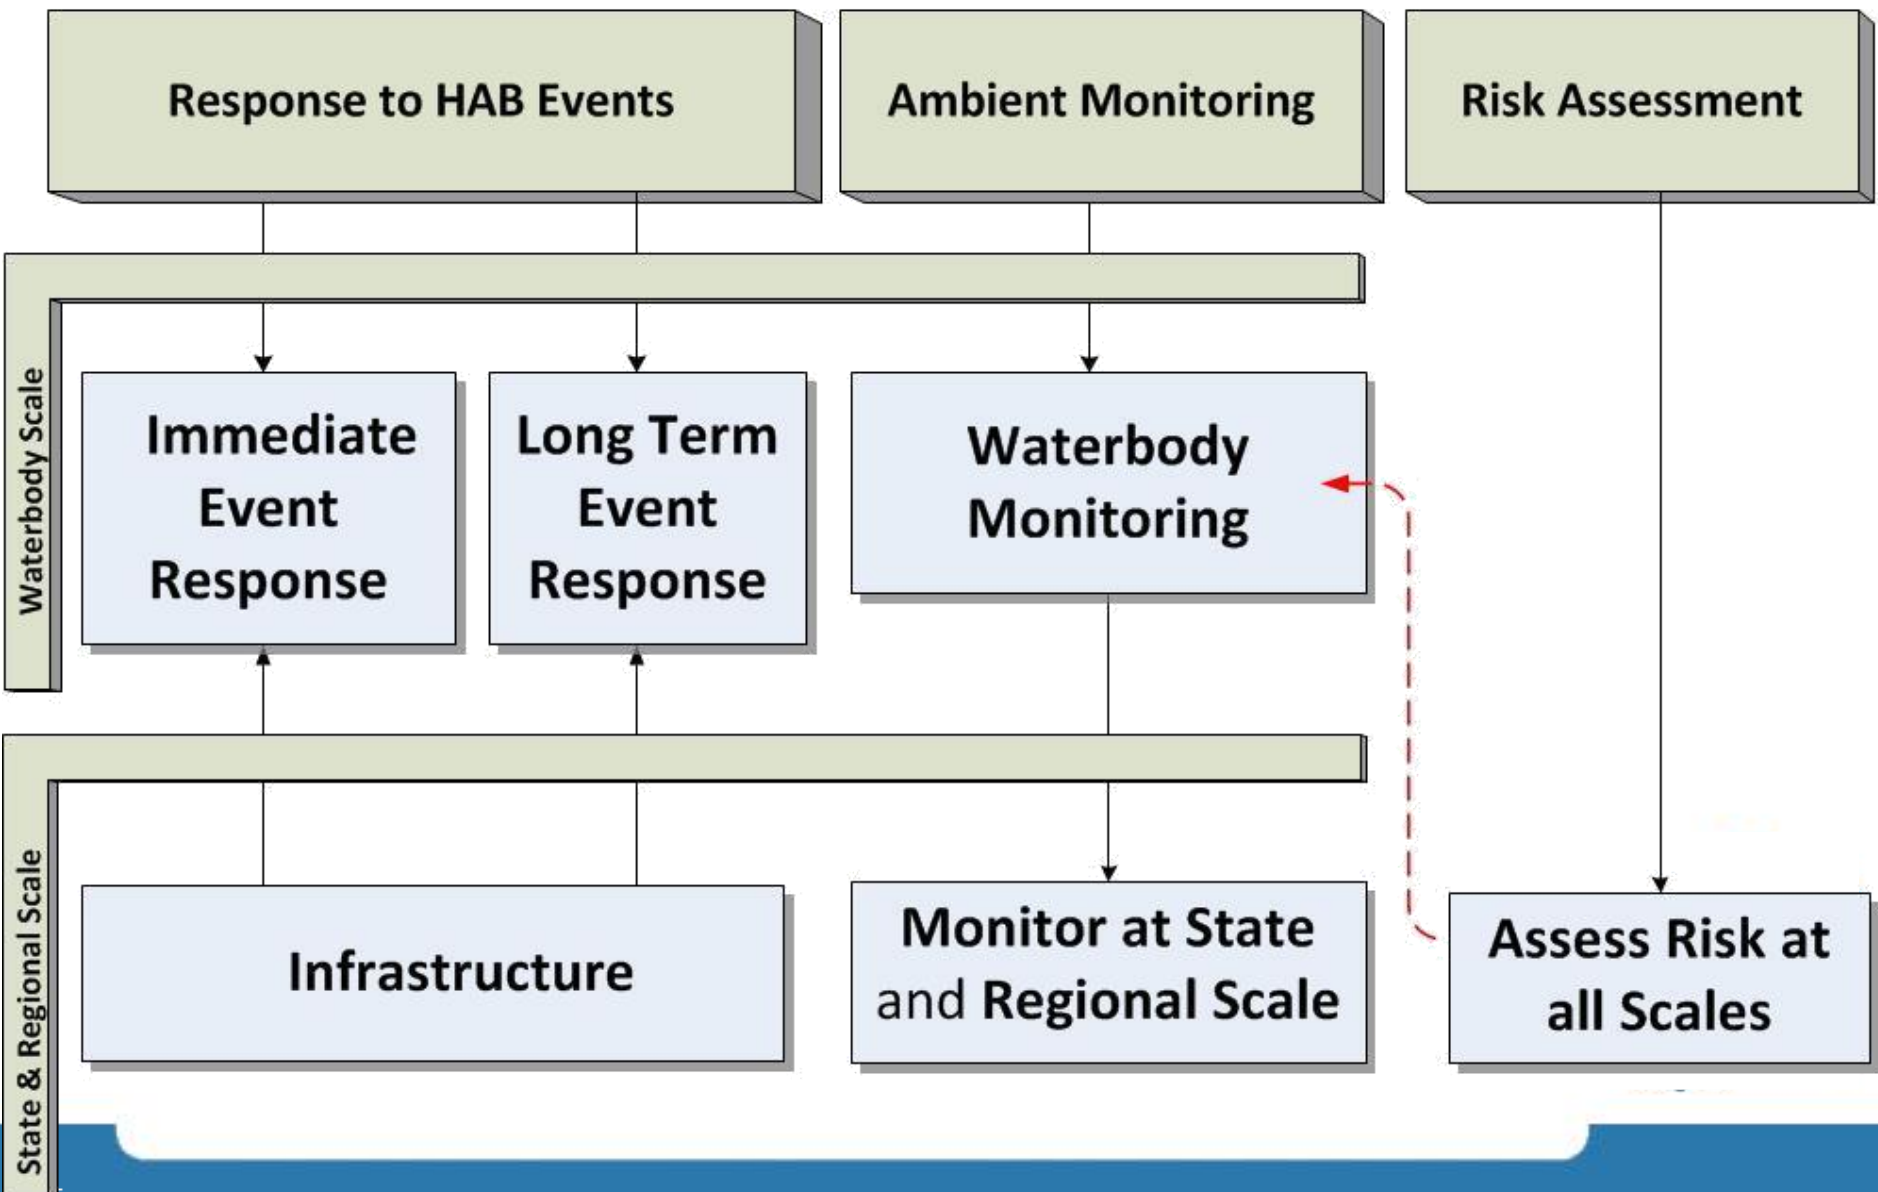 Response to HAB Events
Ambient Monitoring
Risk Assessment
Waterbody Scale
Immediate
Event
Response
Long Term
Event
Response
Waterbody
Monitoring
State & Regional Scale
Infrastructure
Monitor at State
and Regional Scale
Assess Risk at
all Scales